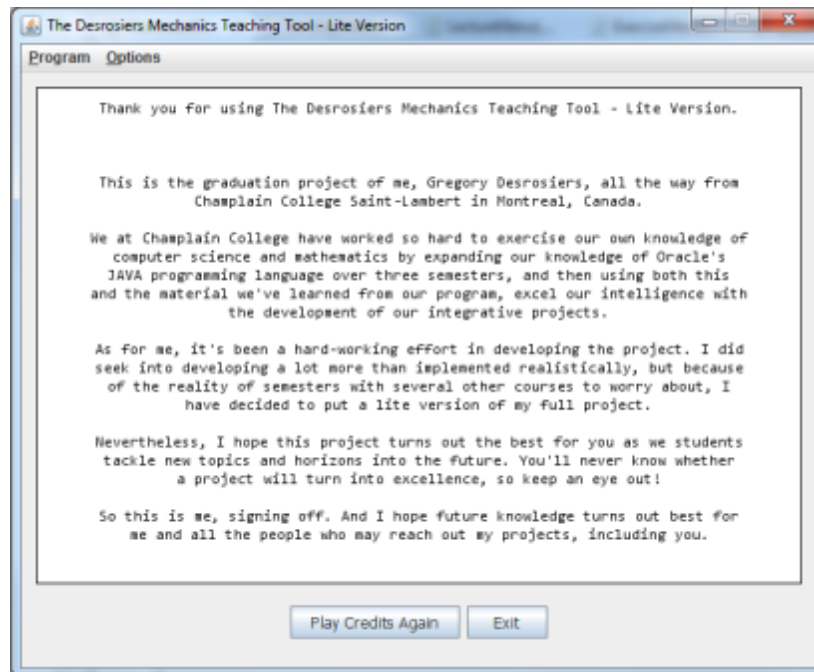 The Desrosiers Mechanics Teaching Tool - Lite Version
Program Options
Thank you for using The Desrosiers Mechanics Teaching Tool - Lite Version.
This is the graduation project of me, Gregory Desrosiers, all the way from
Champlain College Saint-Lambert in Montreal, Canada.
We at Champlain College have worked so hard to exercise our own knowledge of
computer science and mathematics by expanding our knowledge of Oracle's
JAVA programming language over three semesters, and then using both this
and the material we've learned from our program, excel our intelligence with
the development of our integrative projects.
As for me, it's been a hard-working effort in developing the project. I did
seek into developing a lot more than implemented realistically, but because
of the reality of semesters with several other courses to worry about, I
have decided to put a lite version of my full project.
Nevertheless, I hope this project turns out the best for you as we students
tackle new topics and horizons into the future. You'll never know whether
a project will turn into excellence, so keep an eye out!
So this is me, signing off. And I hope future knowledge turns out best for
me and all the people who may reach out my projects, including you.
Play Credits Again Exit